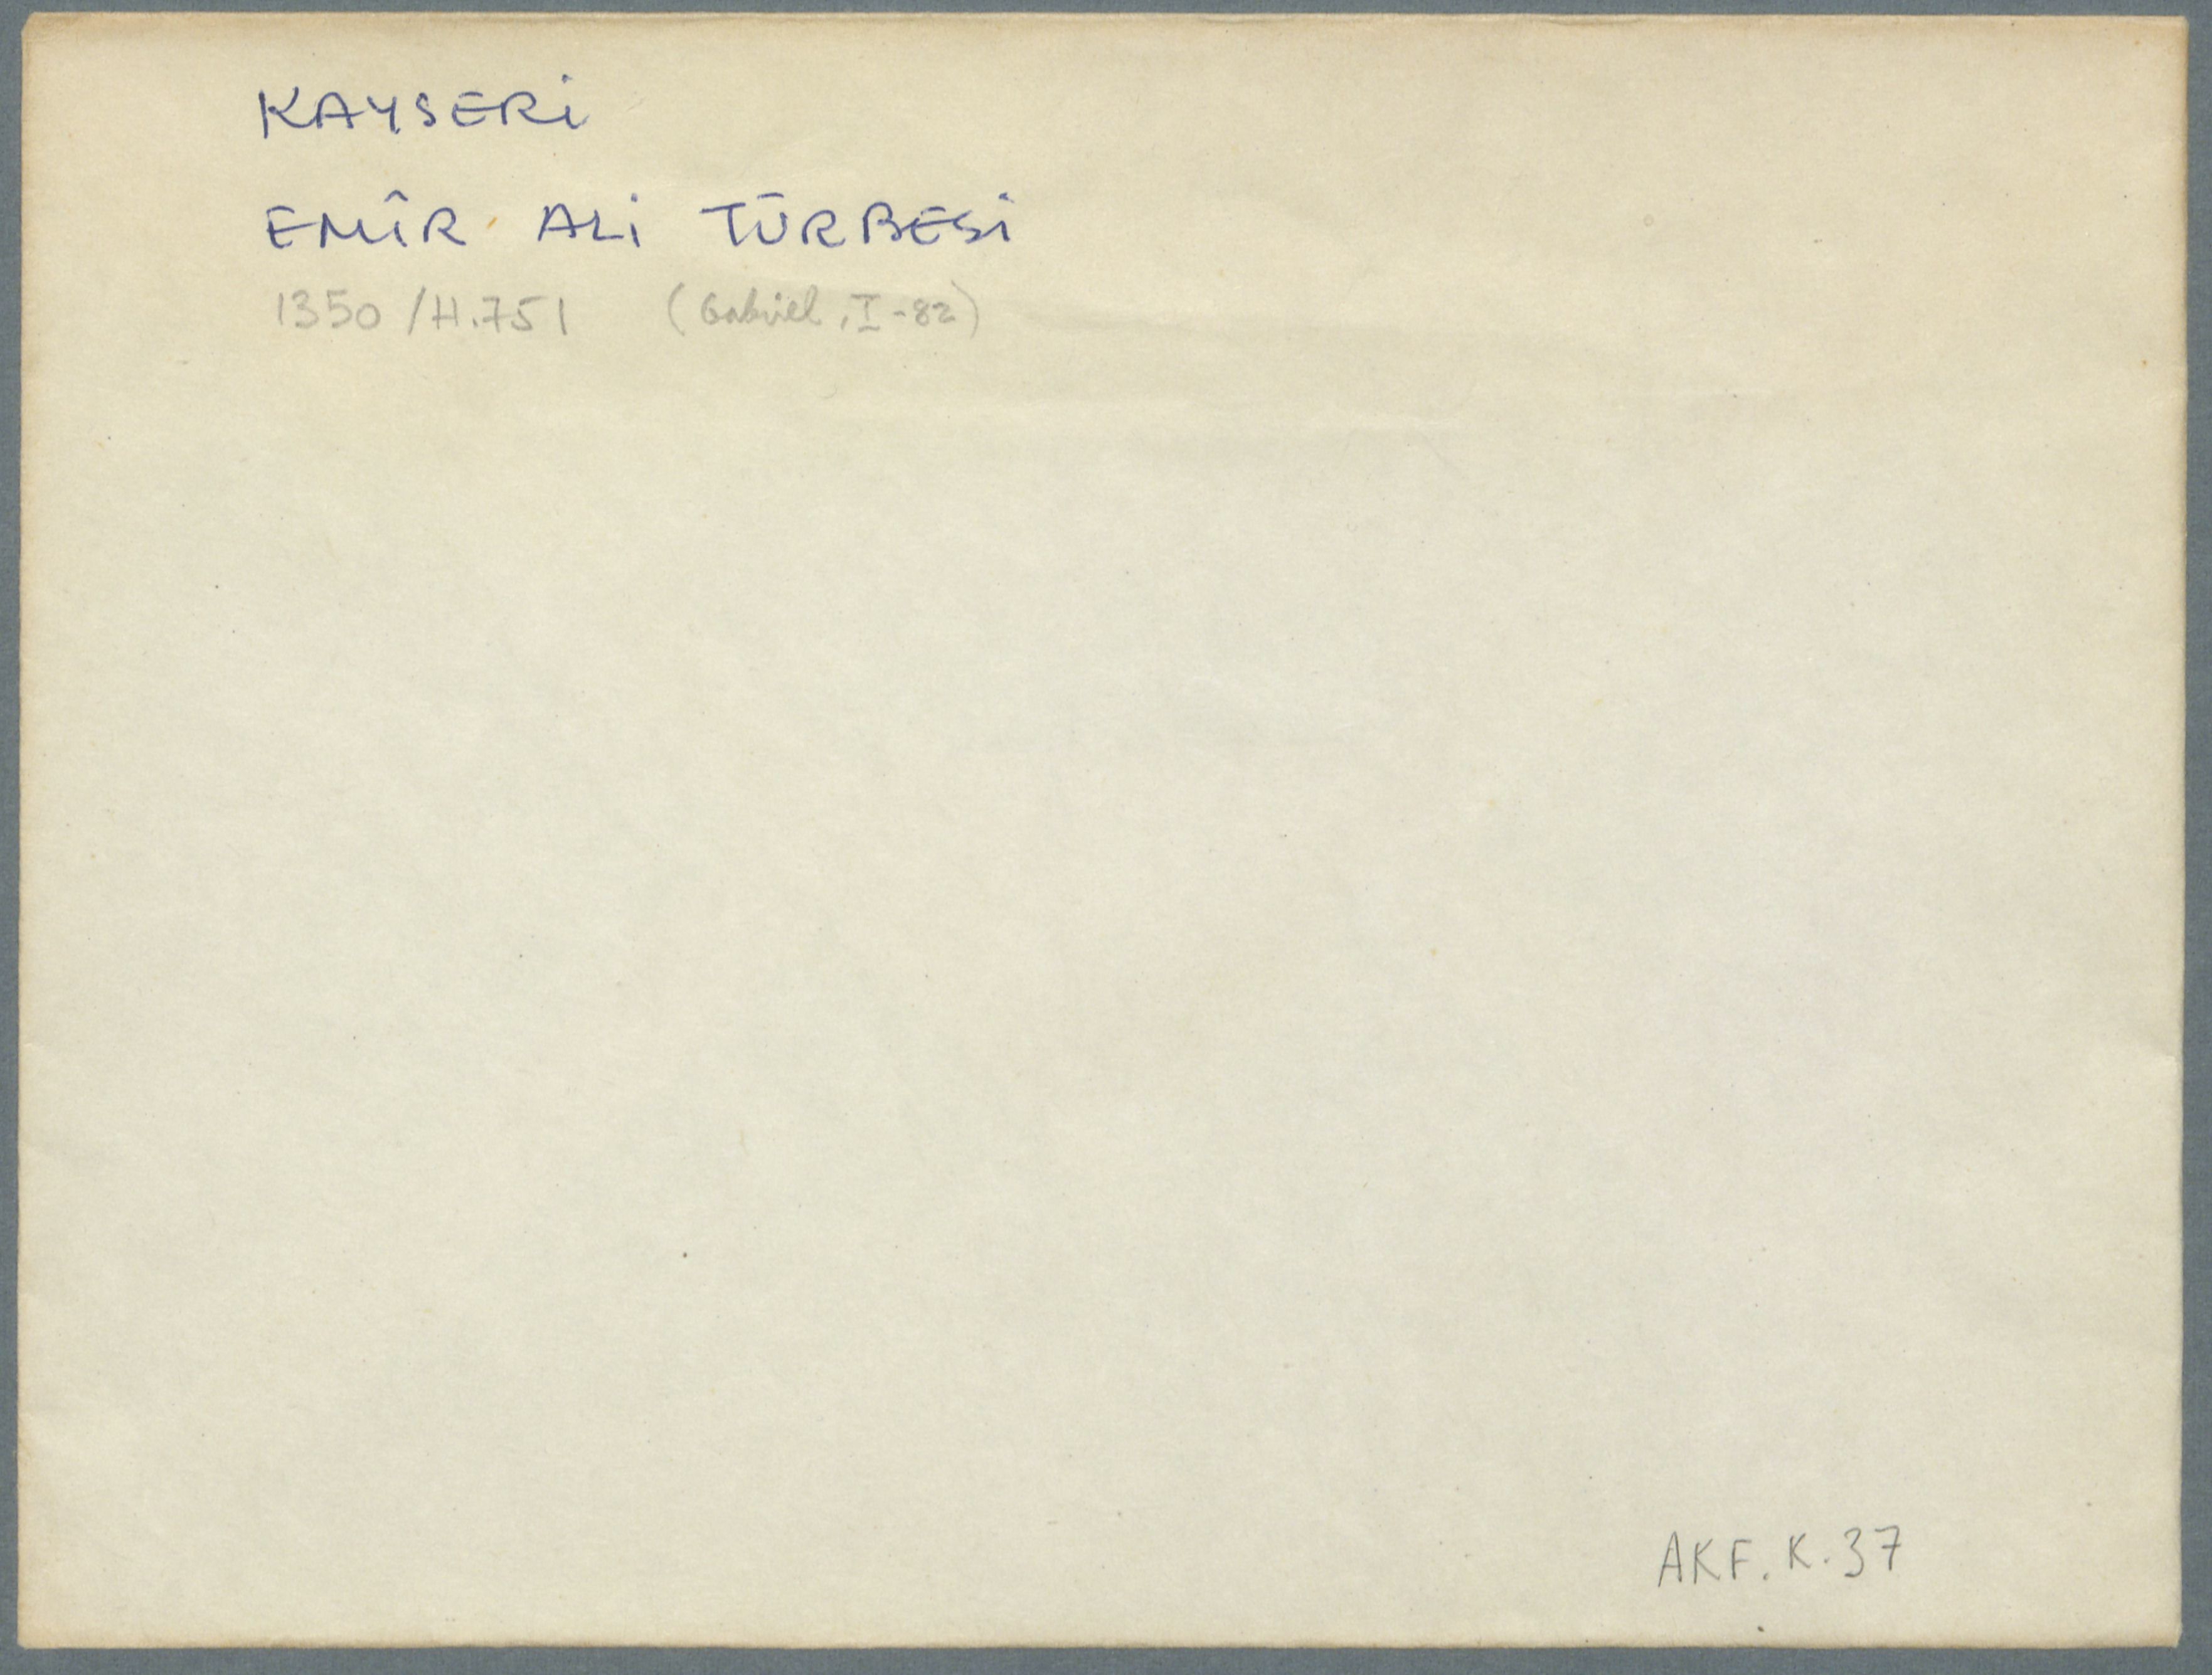 KAYSERİ
EMÎR ALİ TÜRBESİ
1350 / H.751 (Gabriel, I-82)
AKF. K.37